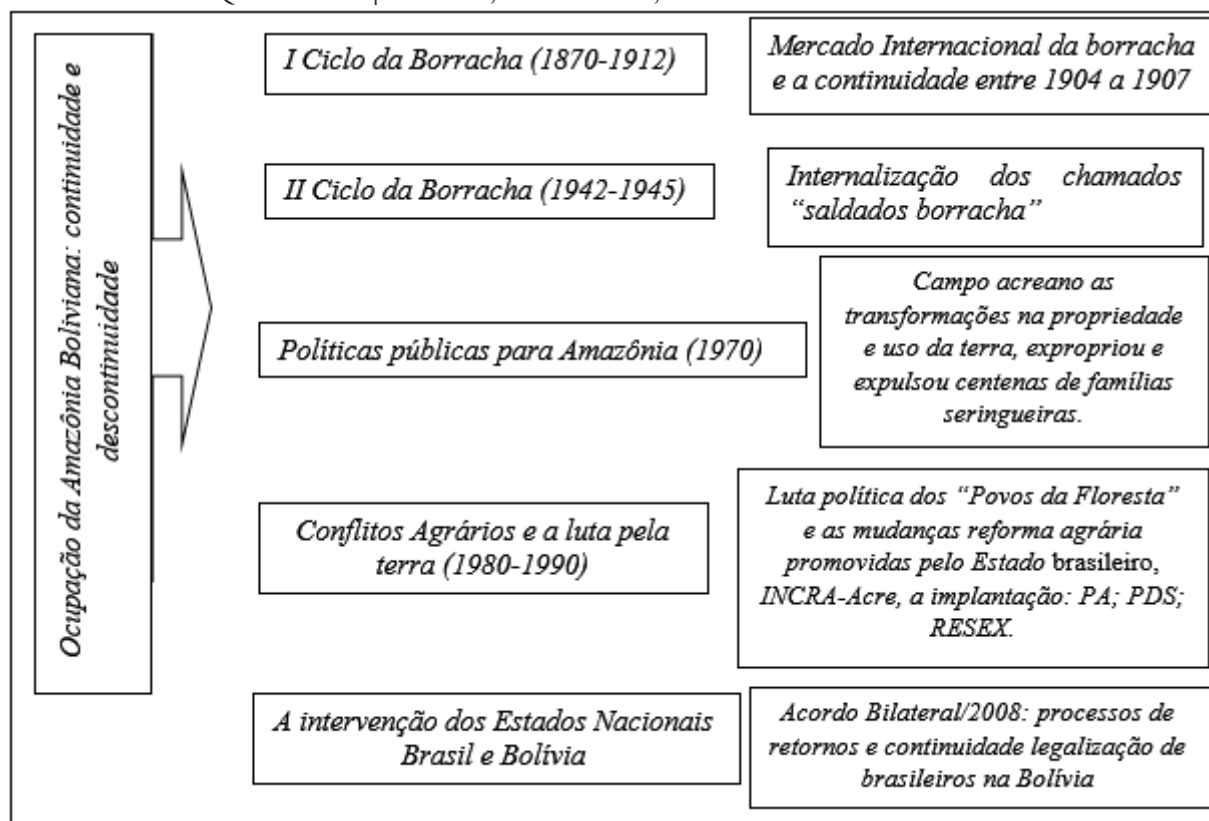 Ocupação da Amazônia Boliviana: continuidade e
descontinuidade
I Ciclo da Borracha (1870-1912)
Mercado Internacional da borracha
e a continuidade entre 1904 a 1907
II Ciclo da Borracha (1942-1945)
Internalização dos chamados
“saldados borracha”
Políticas públicas para Amazônia (1970)
Campo acreano as
transformações na propriedade
e uso da terra, expropriou e
expulsou centenas de famílias
seringueiras.
Conflitos Agrários e a luta pela
terra (1980-1990)
Luta política dos “Povos da Floresta”
e as mudanças reforma agrária
promovidas pelo Estado brasileiro,
INCRA-Acre, a implantação: PA; PDS;
RESEX.
A intervenção dos Estados Nacionais
Brasil e Bolívia
Acordo Bilateral/2008: processos de
retornos e continuidade legalização de
brasileiros na Bolívia